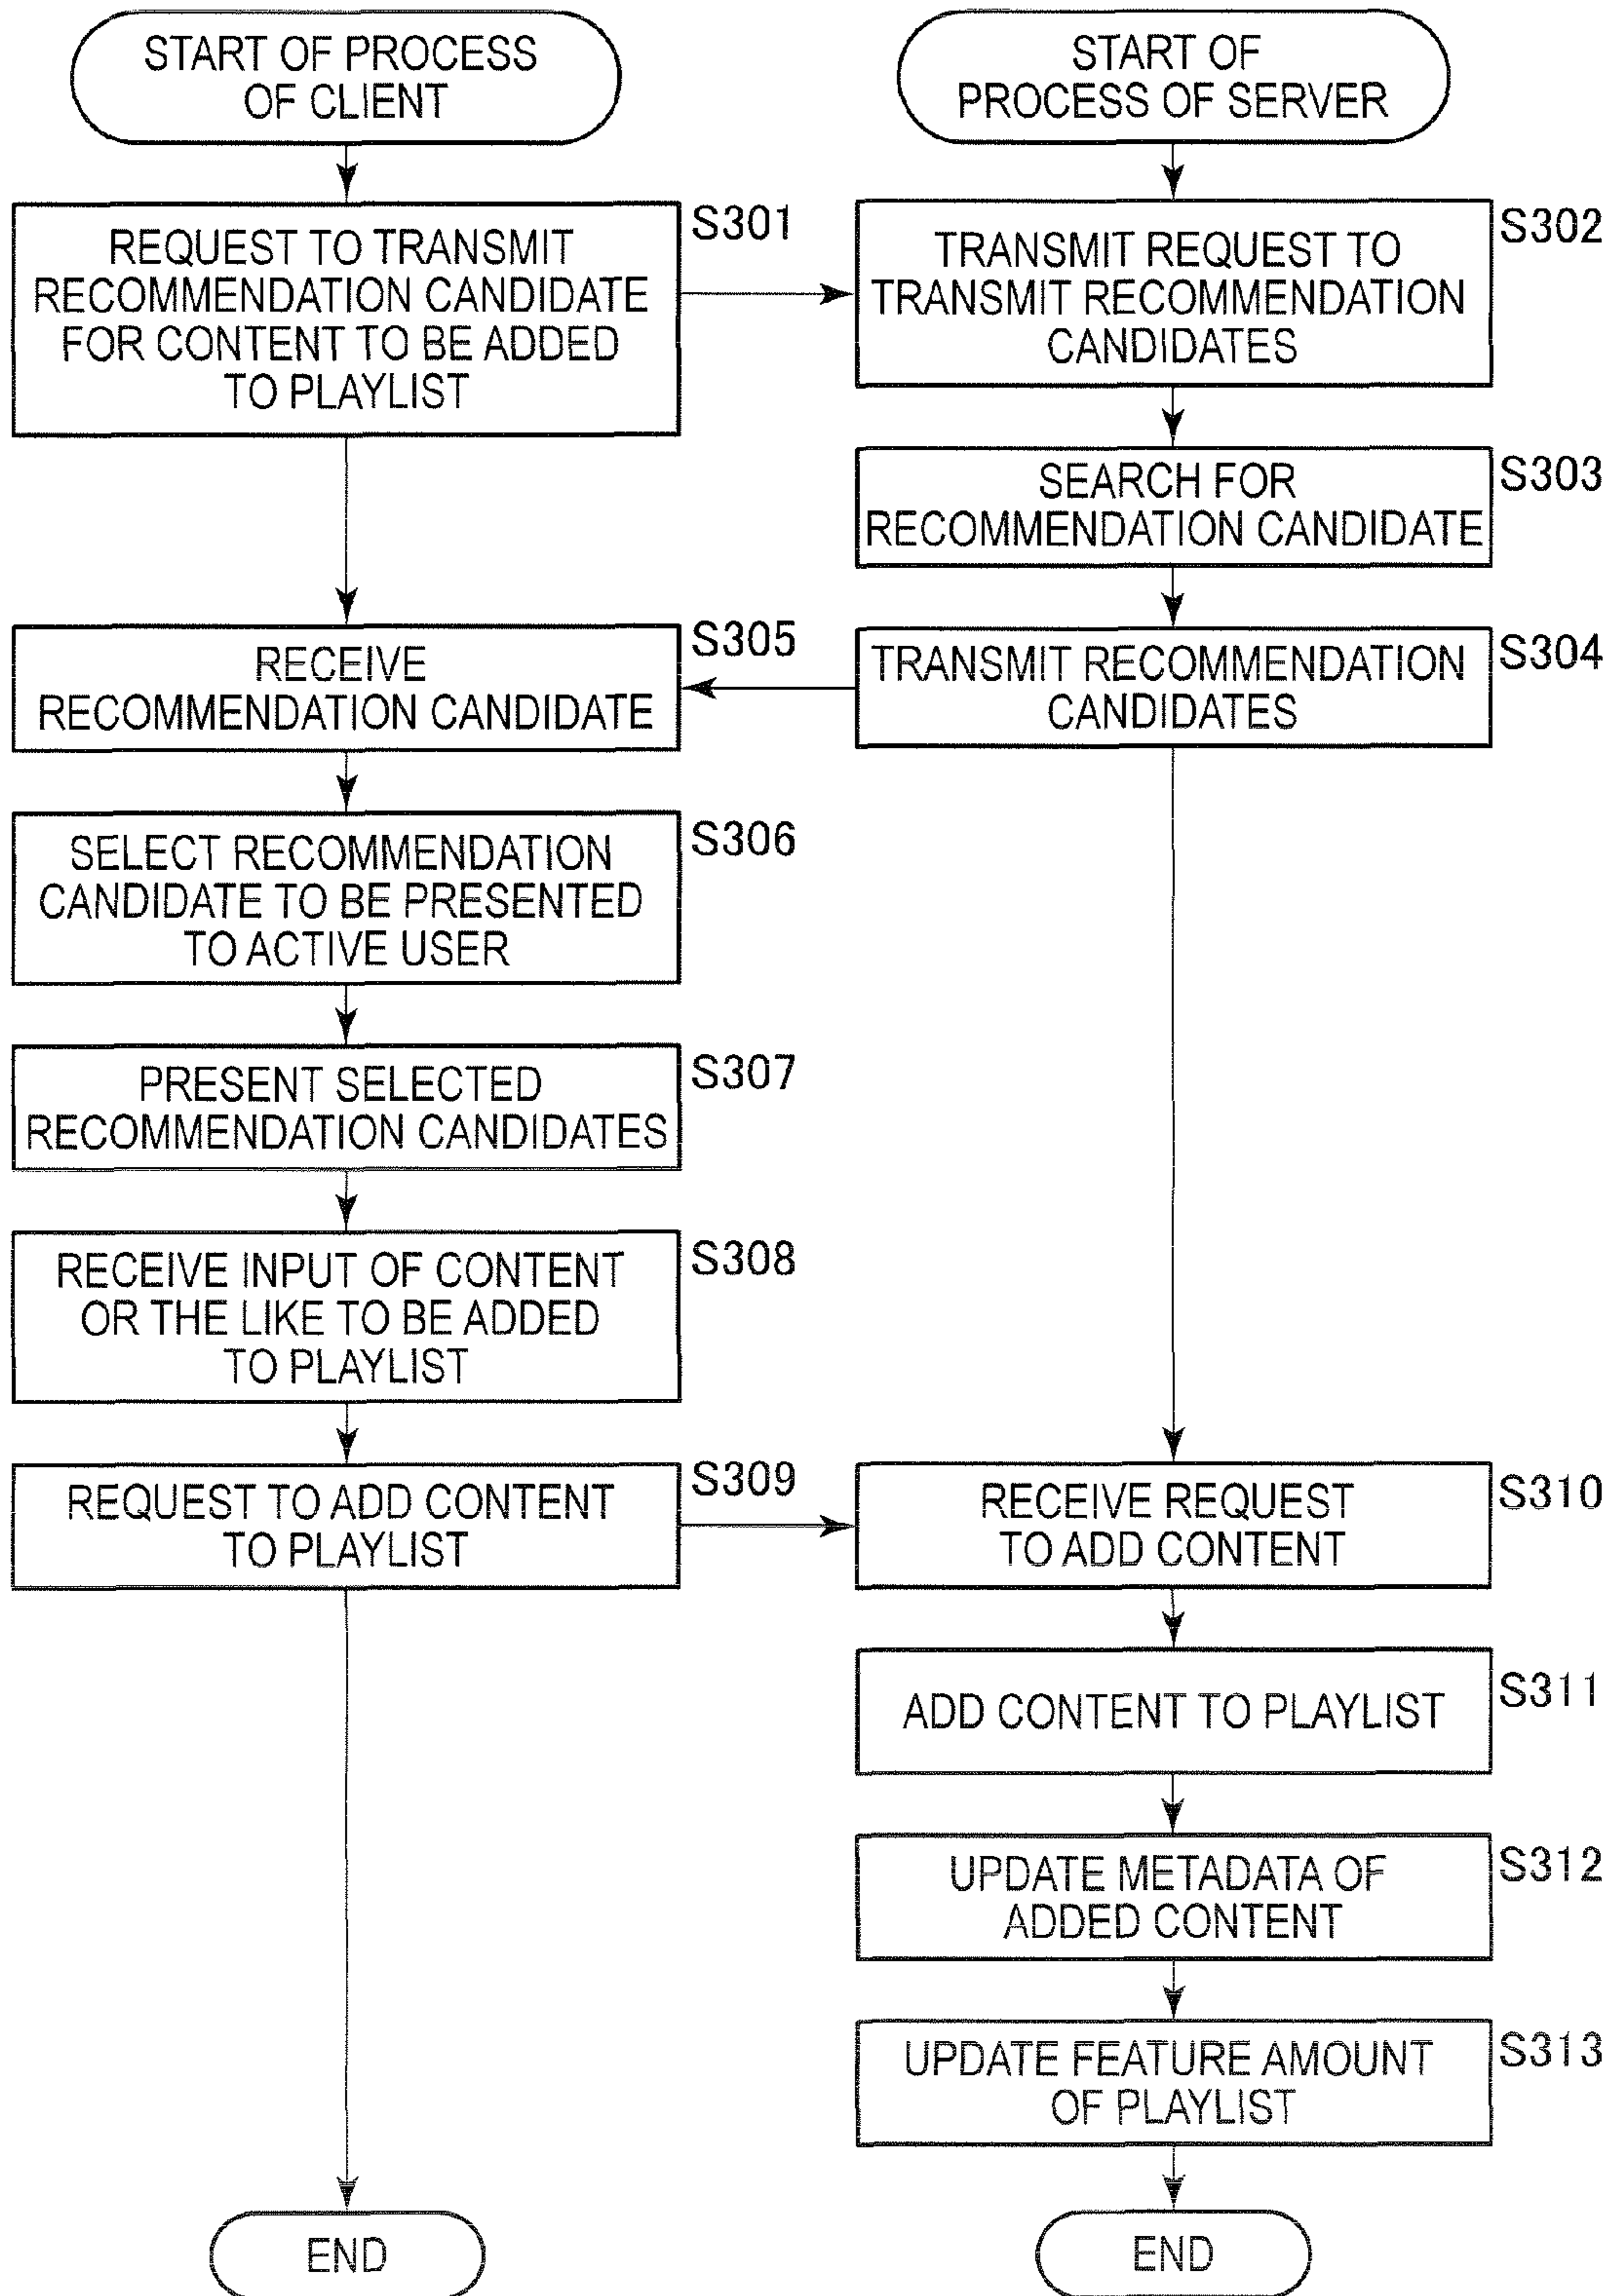 START OF PROCESS
OF CLIENT
START OF
PROCESS OF SERVER
REQUEST TO TRANSMIT
RECOMMENDATION CANDIDATE
FOR CONTENT TO BE ADDED
TO PLAYLIST
S301
TRANSMIT REQUEST TO
TRANSMIT RECOMMENDATION
CANDIDATES
S302
SEARCH FOR
RECOMMENDATION CANDIDATE
S303
RECEIVE
RECOMMENDATION CANDIDATE
S305
TRANSMIT RECOMMENDATION
CANDIDATES
S304
SELECT RECOMMENDATION
CANDIDATE TO BE PRESENTED
TO ACTIVE USER
S306
PRESENT SELECTED
RECOMMENDATION CANDIDATES
S307
RECEIVE INPUT OF CONTENT
OR THE LIKE TO BE ADDED
TO PLAYLIST
S308
REQUEST TO ADD CONTENT
TO PLAYLIST
S309
RECEIVE REQUEST
TO ADD CONTENT
S310
ADD CONTENT TO PLAYLIST
S311
UPDATE METADATA OF
ADDED CONTENT
S312
UPDATE FEATURE AMOUNT
OF PLAYLIST
S313
END
END